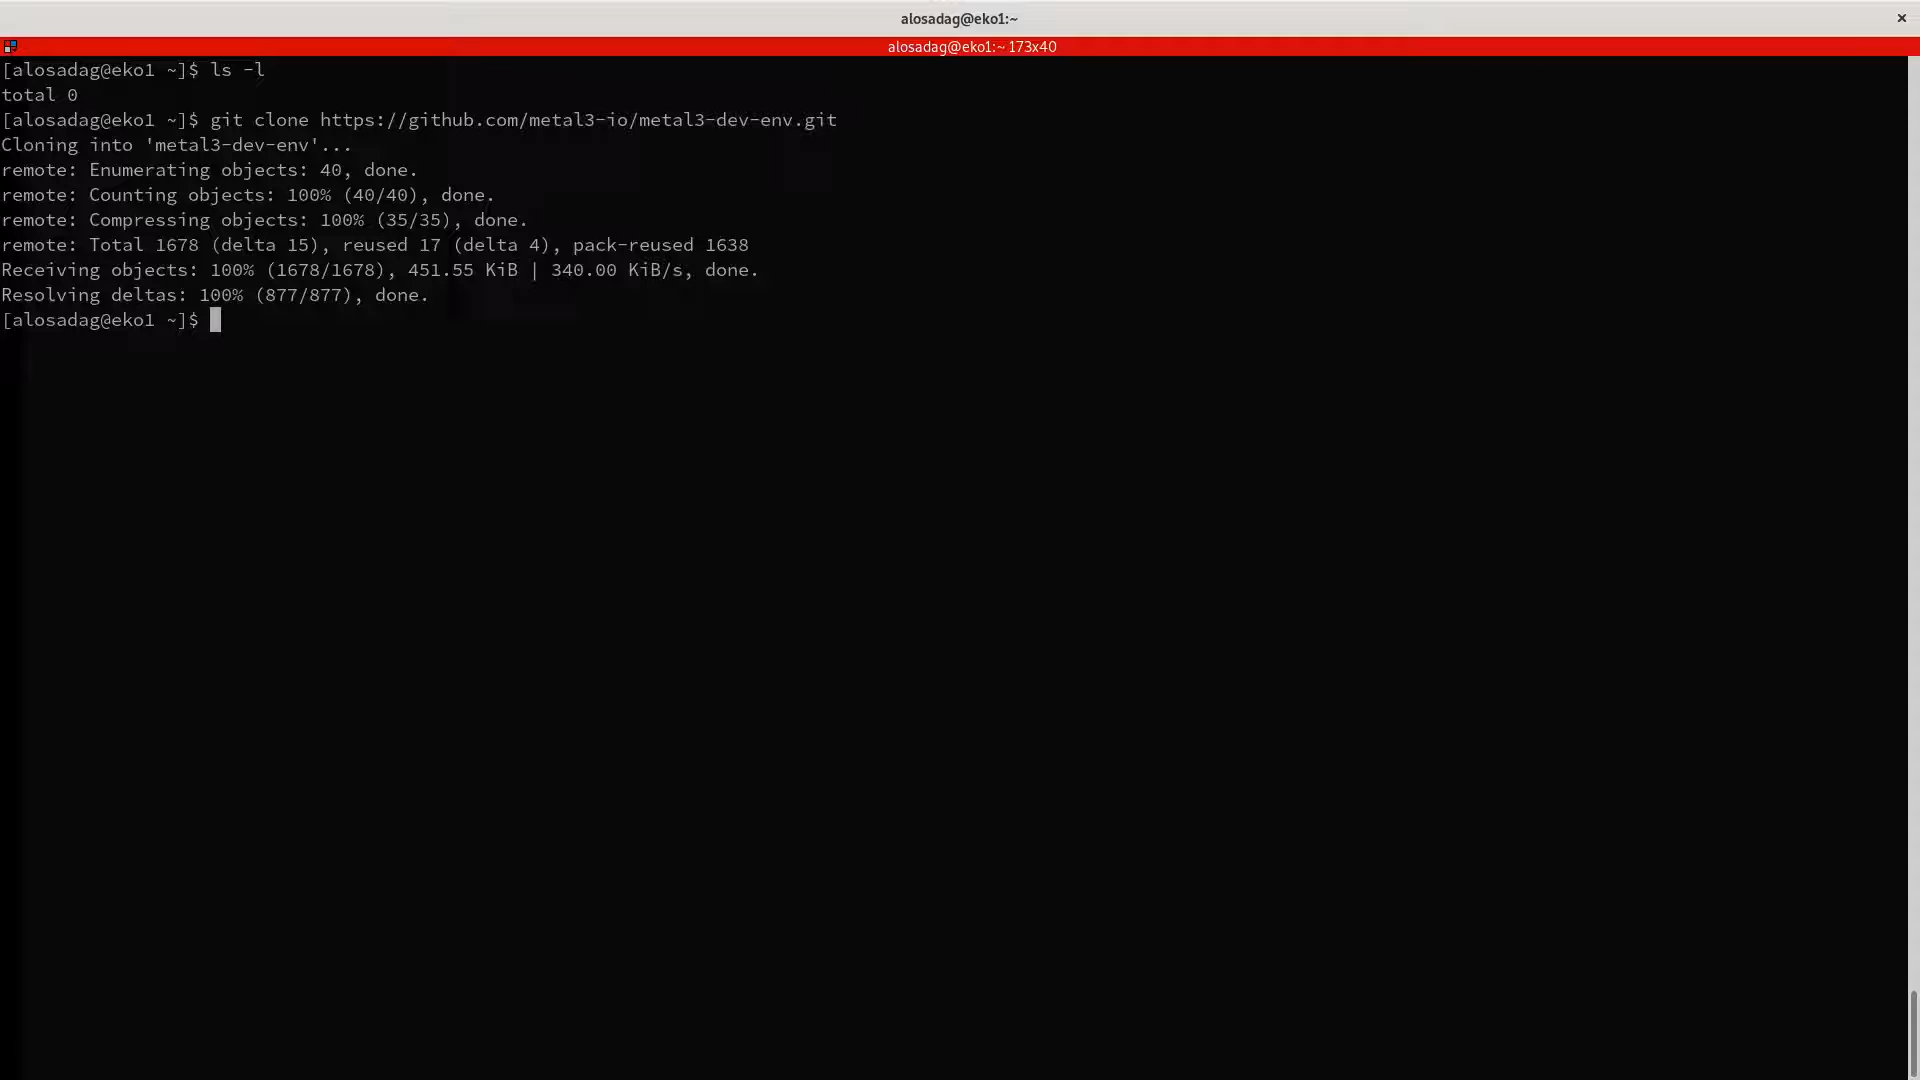 alosadag@eko1:~
alosadag@eko1:~ 173x40
[alosadag@eko1 ~]$ ls -l
total 0
[alosadag@eko1 ~]$ git clone https://github.com/metal3-io/metal3-dev-env.git
Cloning into 'metal3-dev-env'...
remote: Enumerating objects: 40, done.
remote: Counting objects: 100% (40/40), done.
remote: Compressing objects: 100% (35/35), done.
remote: Total 1678 (delta 15), reused 17 (delta 4), pack-reused 1638
Receiving objects: 100% (1678/1678), 451.55 KiB | 340.00 KiB/s, done.
Resolving deltas: 100% (877/877), done.
[alosadag@eko1 ~]$